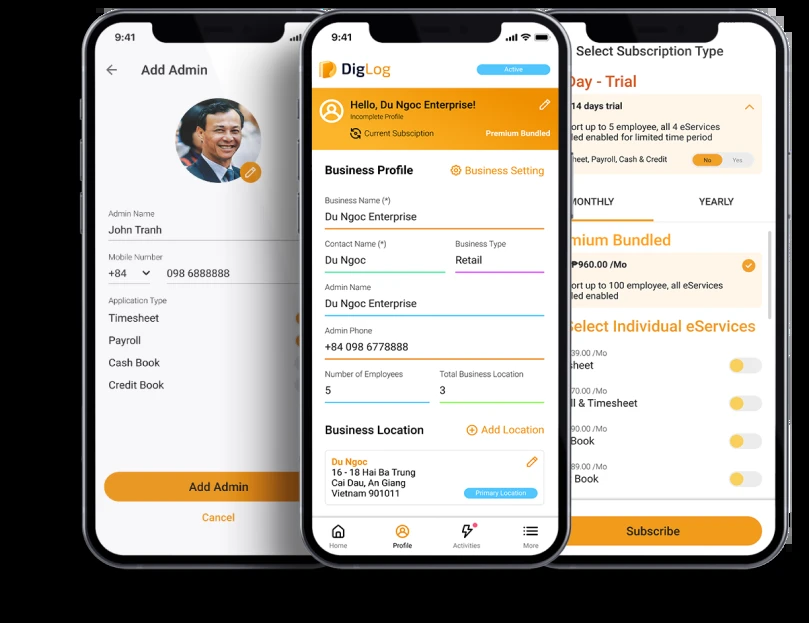 9:41
Add Admin
Admin Name
John Tranh
Mobile Number
+84 098 6888888
Application Type
Timesheet
Payroll
Cash Book
Credit Book
Add Admin
Cancel
9:41
DigLog
Active
Hello, Du Ngoc Enterprise!
Incomplete Profile
Current Subsciption
Premium Bundled
Business Profile
Business Setting
Business Name (*)
Du Ngoc Enterprise
Contact Name (*)
Business Type
Du Ngoc
Retail
Admin Name
Du Ngoc Enterprise
Admin Phone
+84 098 6778888
Number of Employees
Total Business Location
5
3
Business Location
Add Location
Du Ngoc
16 - 18 Hai Ba Trung
Cai Dau, An Giang
Vietnam 901011
Primary Location
Home
Profile
Activities
More
Select Subscription Type
Day - Trial
14 days trial
ort up to 5 employee, all 4 eServices
led enabled for limited time period
heet, Payroll, Cash & Credit
No
Yes
MONTHLY
YEARLY
mium Bundled
₱960.00 /Mo
ort up to 100 employee, all eServices
led enabled
Select Individual eServices
39.00 /Mo
sheet
70.00 /Mo
ll & Timesheet
90.00 /Mo
Book
89.00 /Mo
Book
Subscribe